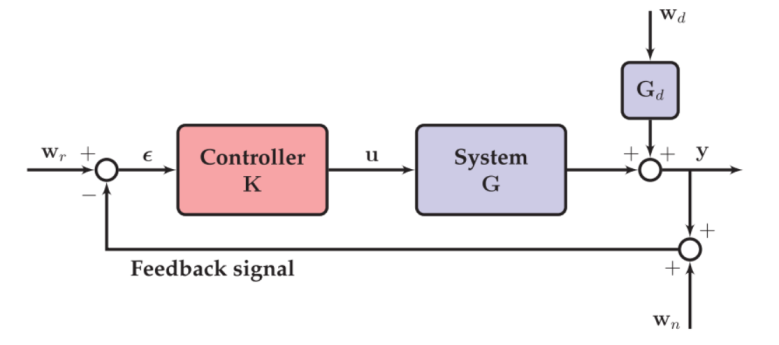 w_d
G_d
w_r
+
ϵ
Controller
K
u
System
G
+
+
y
−
+
+
Feedback signal
w_n